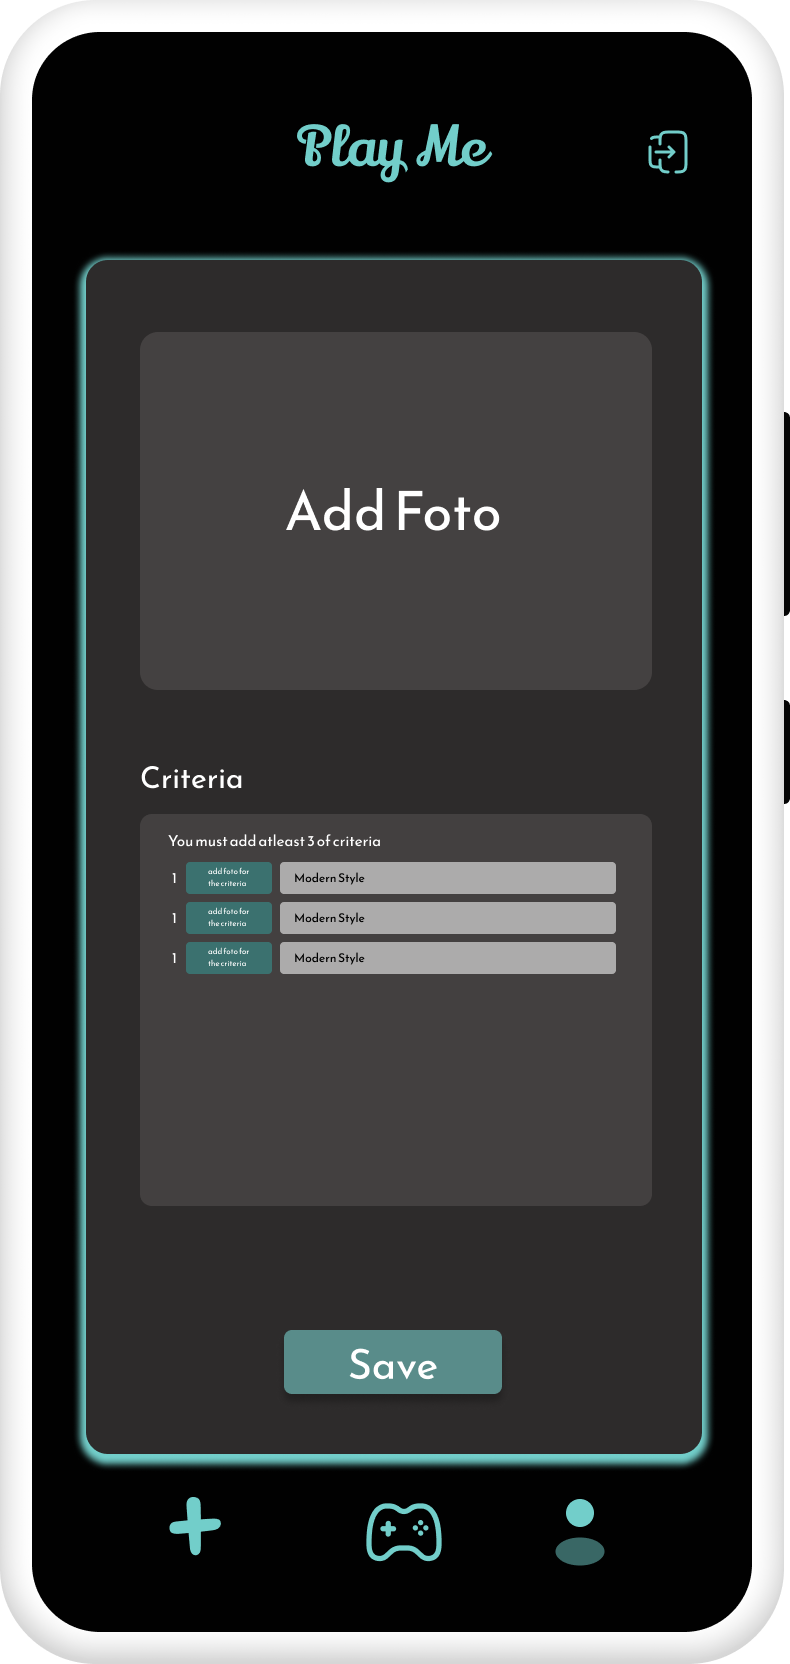 Play Me
Add Foto
Criteria
You must add atleast 3 of criteria
1 add foto for Modern Style
the criteria
1 add foto for Modern Style
the criteria
1 add foto for Modern Style
the criteria
Save